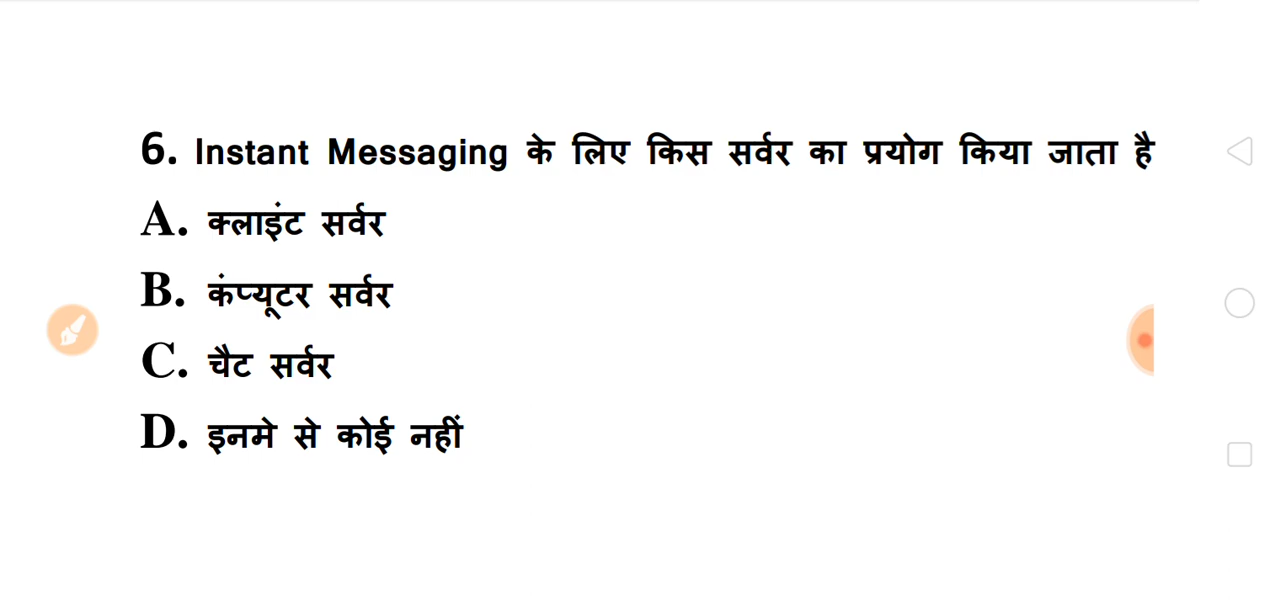 6. Instant Messaging के लिए किस सर्वर का प्रयोग किया जाता है
A. क्लाइंट सर्वर
B. कंप्यूटर सर्वर
C. चैट सर्वर
D. इनमे से कोई नहीं